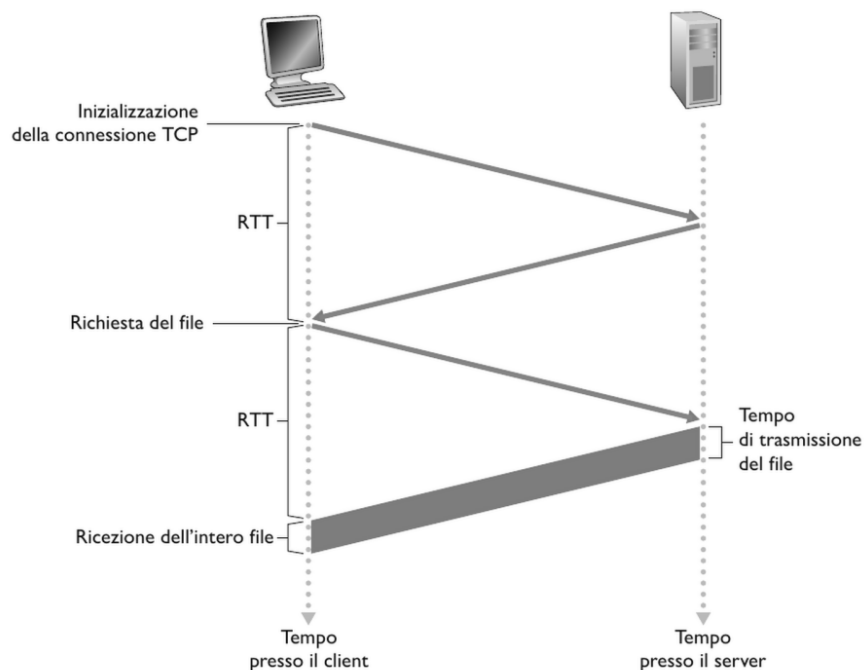 Inizializzazione
della connessione TCP
RTT
Richiesta del file
RTT
Tempo
di trasmissione
del file
Ricezione dell'intero file
Tempo
presso il client
Tempo
presso il server